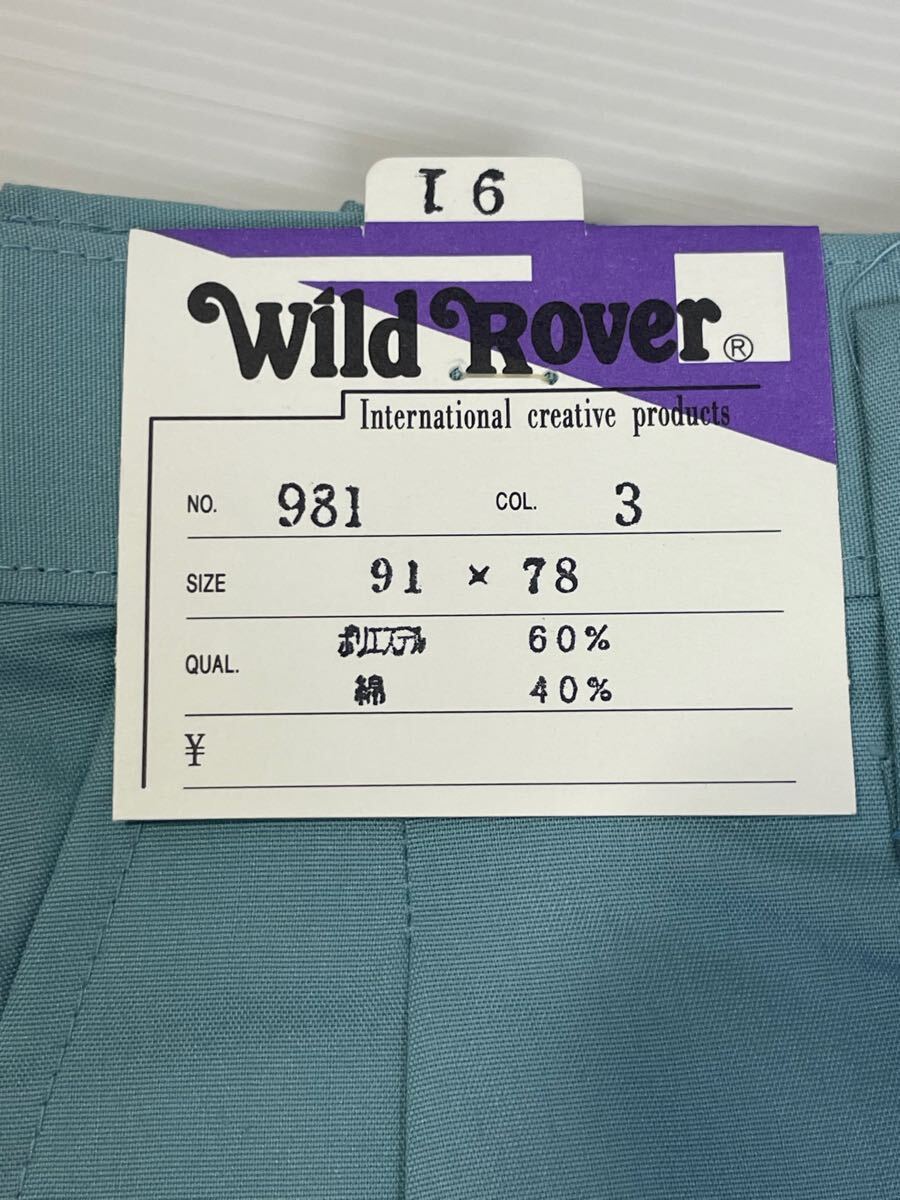 91
Wild Rover®
International creative products
NO. 981 COL. 3
SIZE 91 × 78
QUAL. ポリエステル 60%
綿 40%
¥